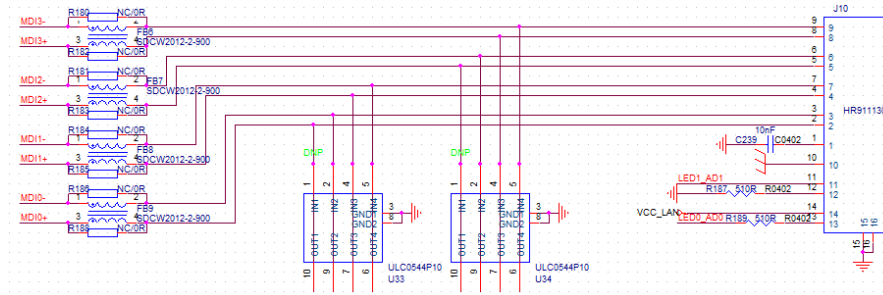 J10
R180 NC/0R
MDI3-
1 2
FB6
MDI3+
3 4
SDCW2012-2-900
R182 NC/0R
R181 NC/0R
MDI2-
1 2
FB7
SDCW2012-2-900
MDI2+
3 4
R183 NC/0R
R184 NC/0R
MDI1-
1 2
FB8
MDI1+
3 4
SDCW2012-2-900
R185 NC/0R
R186 NC/0R
MDI0-
1 2
FB9
MDI0+
3 4
SDCW2012-2-900
R188 NC/0R
DNP
1 2 4 5
IN1 IN2 IN3 IN4
GND1 3
GND2 8
OUT1 OUT2 OUT3 OUT4
10 9 7 6
ULC0544P10
U33
DNP
1 2 4 5
IN1 IN2 IN3 IN4
GND1 3
GND2 8
OUT1 OUT2 OUT3 OUT4
10 9 7 6
ULC0544P10
U34
9 9
8 8
6 6
5 5
7 7
4 4
3 3
2 2
HR91113
10nF
C239 C0402
1 1
10 10
LED1_AD1
11 11
R187 510R R0402
12 12
VCC_LAN
14 14
LED0_AD0
R189 510R R0402
13 13
15 16
15 16